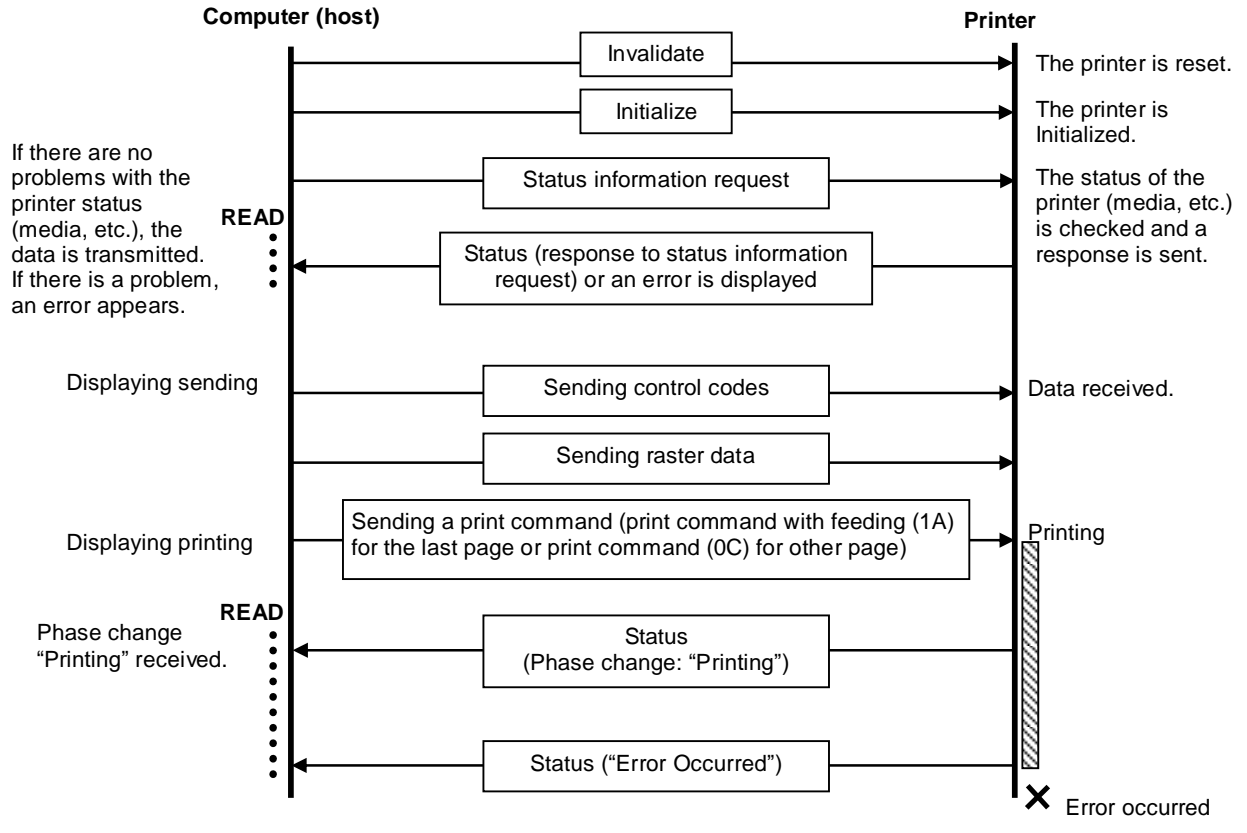 Computer (host)
Printer
Invalidate
The printer is reset.
Initialize
The printer is
Initialized.
If there are no
problems with the
printer status
(media, etc.), the
data is transmitted.
If there is a problem,
an error appears.
Status information request
The status of the
printer (media, etc.)
is checked and a
response is sent.
READ
Status (response to status information
request) or an error is displayed
Displaying sending
Sending control codes
Data received.
Sending raster data
Displaying printing
Sending a print command (print command with feeding (1A)
for the last page or print command (0C) for other page)
Printing
READ
Phase change
“Printing” received.
Status
(Phase change: “Printing”)
Status (“Error Occurred”)
Error occurred